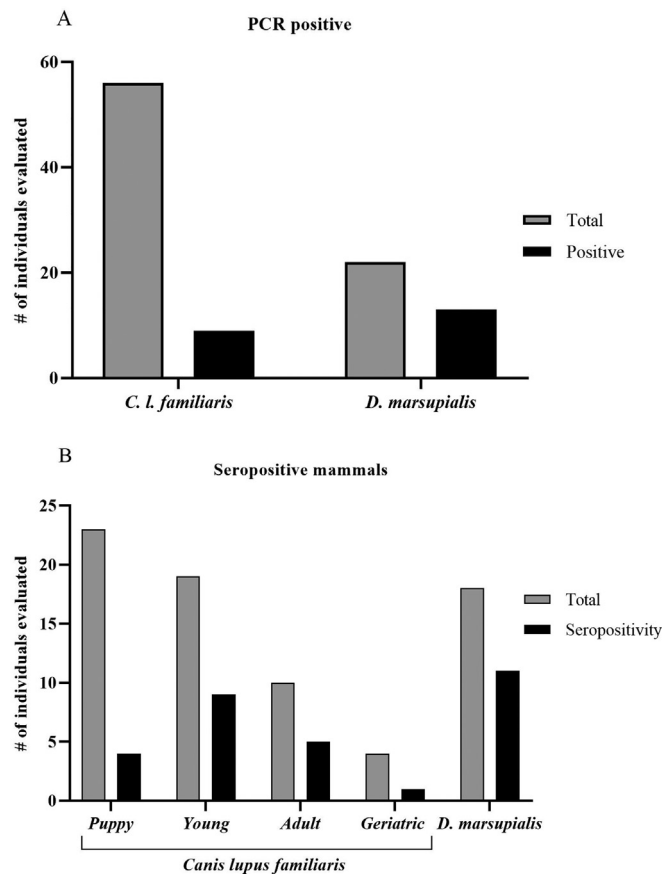 A
PCR positive
60
40
20
0
# of individuals evaluated
C. l. familiaris
D. marsupialis
Total
Positive
B
Seropositive mammals
25
20
15
10
5
0
# of individuals evaluated
Puppy
Young
Adult
Geriatric
D. marsupialis
Canis lupus familiaris
Total
Seropositivity